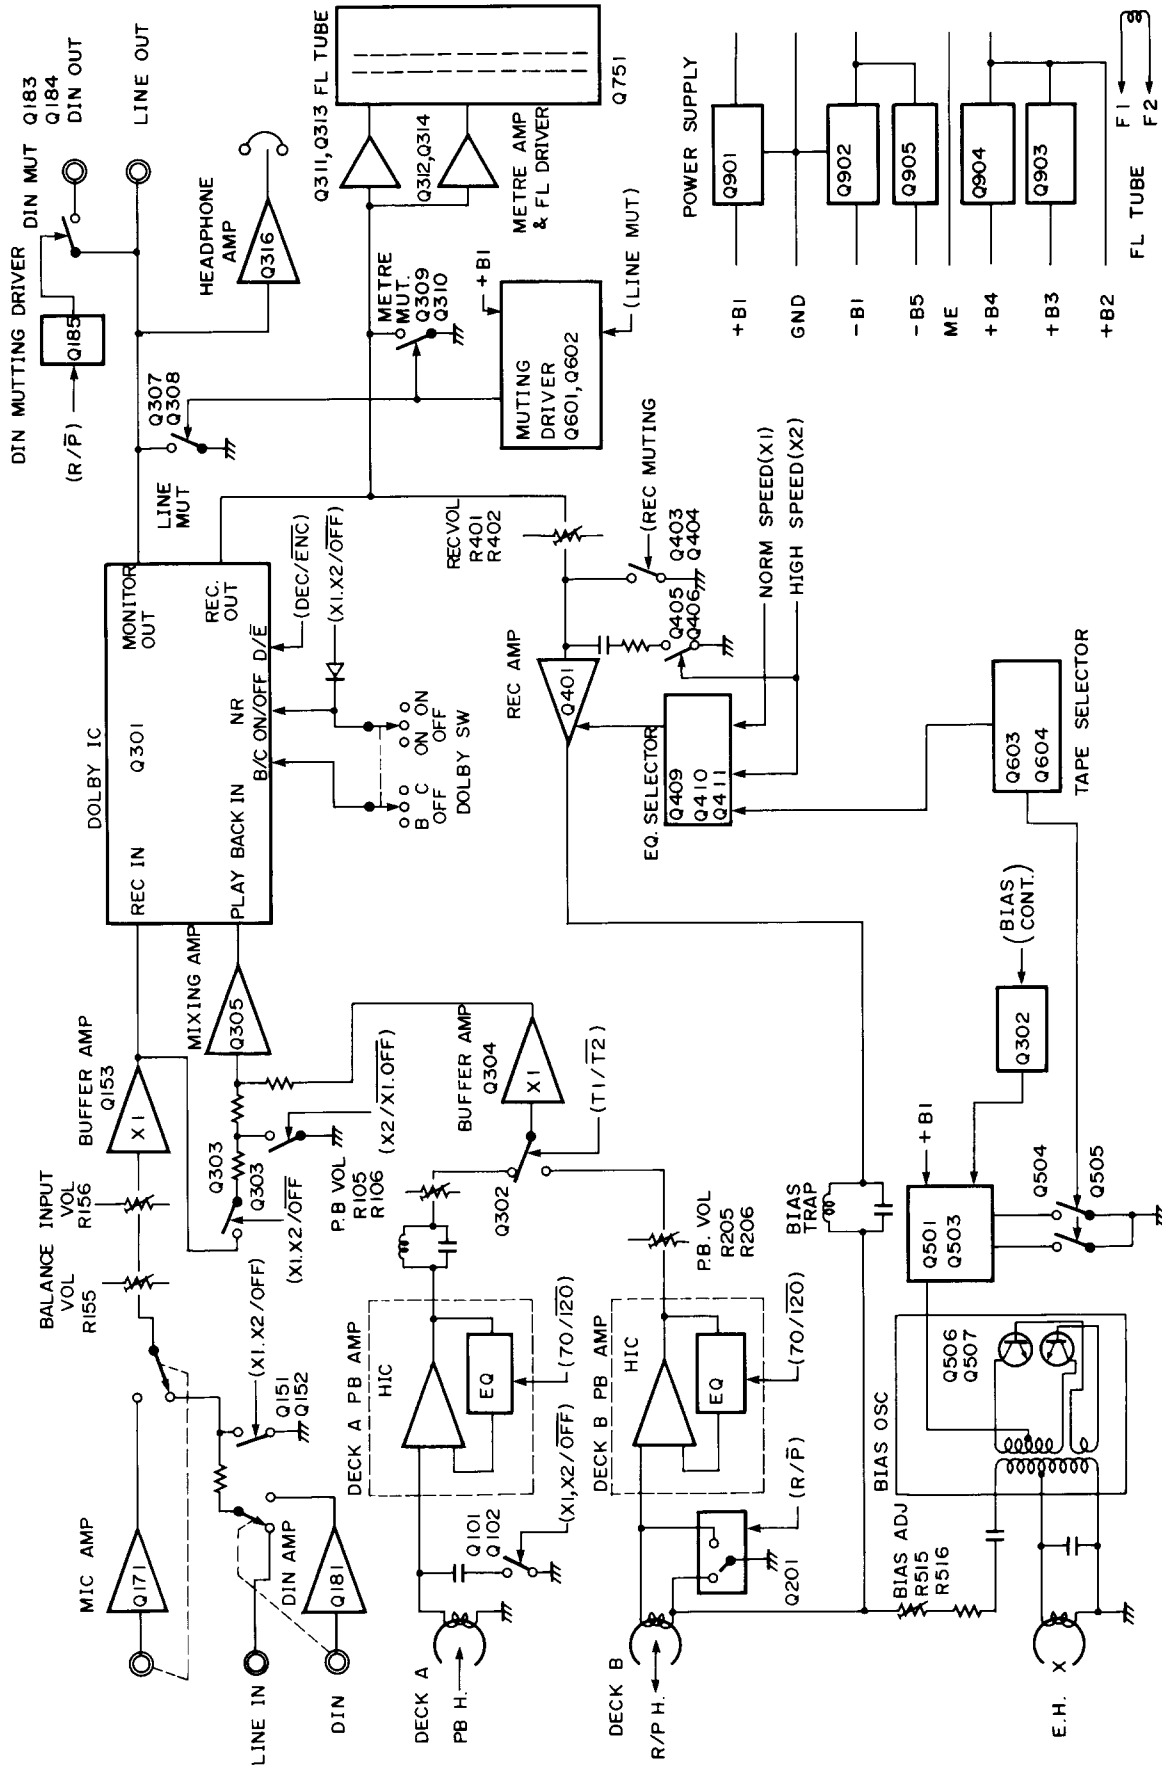 MIC AMP
Q171
LINE IN
DIN
DIN AMP
Q181
(X1.X2/OFF)
Q151
Q152
BALANCE INPUT
VOL VOL
R155 R156
BUFFER AMP
Q153
X1
Q303
Q303
(X1.X2/OFF
(X2/X1.OFF)
MIXING AMP
Q305
DOLBY IC
REC IN
Q301
MONITOR
OUT
PLAY BACK IN
REC.
OUT
B/C
NR
ON/OFF
D/E
(DEC/ENC)
(X1.X2/OFF)
B C
OFF
ON ON
OFF
DOLBY SW
LINE
MUT
Q307
Q308
DIN MUTTING DRIVER
(R/P)
Q185
DIN MUT
Q183
Q184
DIN OUT
LINE OUT
HEADPHONE
AMP
Q316
DECK A
PB H.
Q101
Q102
(X1,X2/OFF)
DECK A PB AMP
HIC
EQ
(70/120)
P.B VOL
R105
R106
Q302
BUFFER AMP
Q304
X1
(T1/T2)
DECK B
R/P H.
Q201
(R/P)
DECK B PB AMP
HIC
EQ
(70/120)
P.B. VOL
R205
R206
REC VOL
R401
R402
(REC MUTING
Q403
Q404
REC AMP
Q401
Q405
Q406
NORM SPEED(X1)
HIGH SPEED(X2)
EQ. SELECTOR
Q409
Q410
Q411
METRE
MUT.
Q309
Q310
+B1
MUTING
DRIVER
Q601,Q602
(LINE MUT)
Q311,Q313
FL TUBE
Q312,Q314
METRE AMP
& FL DRIVER
Q751
BIAS
TRAP
BIAS ADJ
R515
R516
BIAS OSC
Q506
Q507
E.H.
X
Q501
Q503
+B1
Q504
Q505
Q302
(BIAS
CONT.)
Q603
Q604
TAPE SELECTOR
POWER SUPPLY
+B1
Q901
GND
-B1
Q902
-B5
Q905
ME
+B4
Q904
+B3
Q903
+B2
FL TUBE
F1
F2